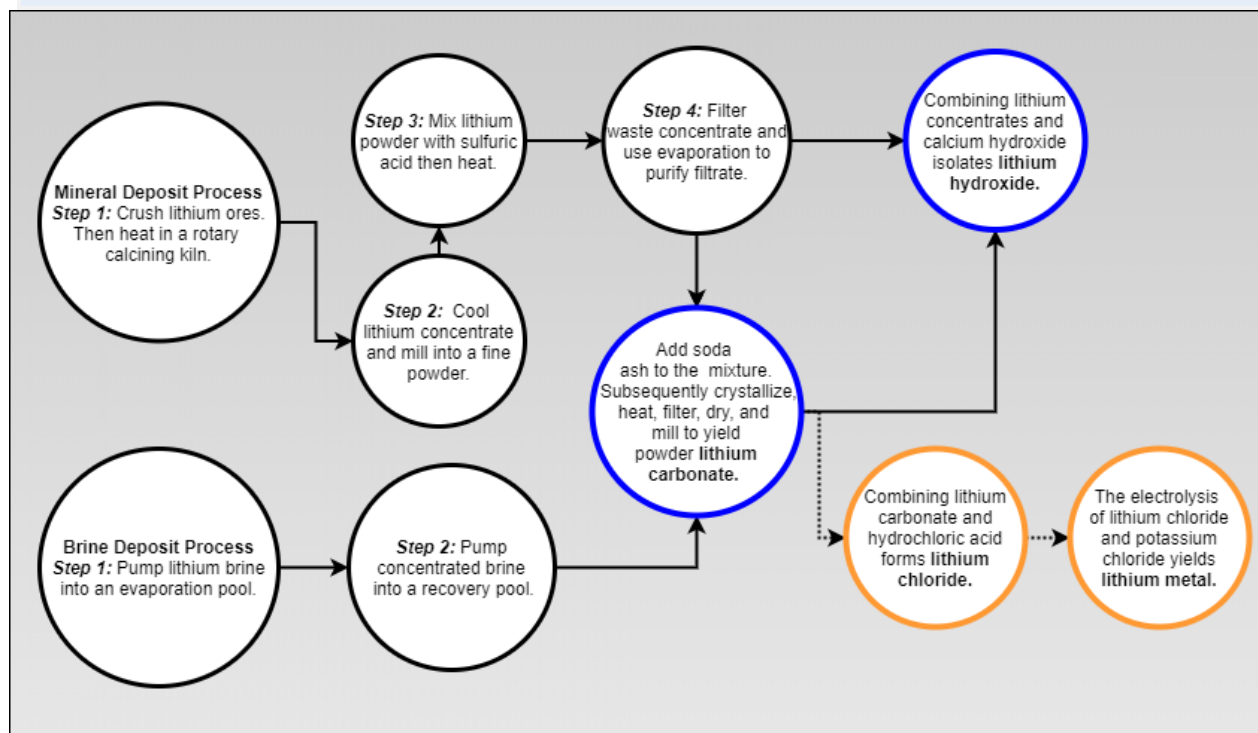 Mineral Deposit Process
Step 1: Crush lithium ores.
Then heat in a rotary
calcining kiln.
Step 2: Cool
lithium concentrate
and mill into a fine
powder.
Step 3: Mix lithium
powder with sulfuric
acid then heat.
Step 4: Filter
waste concentrate and
use evaporation to
purify filtrate.
Combining lithium
concentrates and
calcium hydroxide
isolates lithium
hydroxide.
Add soda
ash to the mixture.
Subsequently crystallize,
heat, filter, dry, and
mill to yield
powder lithium
carbonate.
Brine Deposit Process
Step 1: Pump lithium brine
into an evaporation pool.
Step 2: Pump
concentrated brine
into a recovery pool.
Combining lithium
carbonate and
hydrochloric acid
forms lithium
chloride.
The electrolysis
of lithium chloride
and potassium
chloride yields
lithium metal.